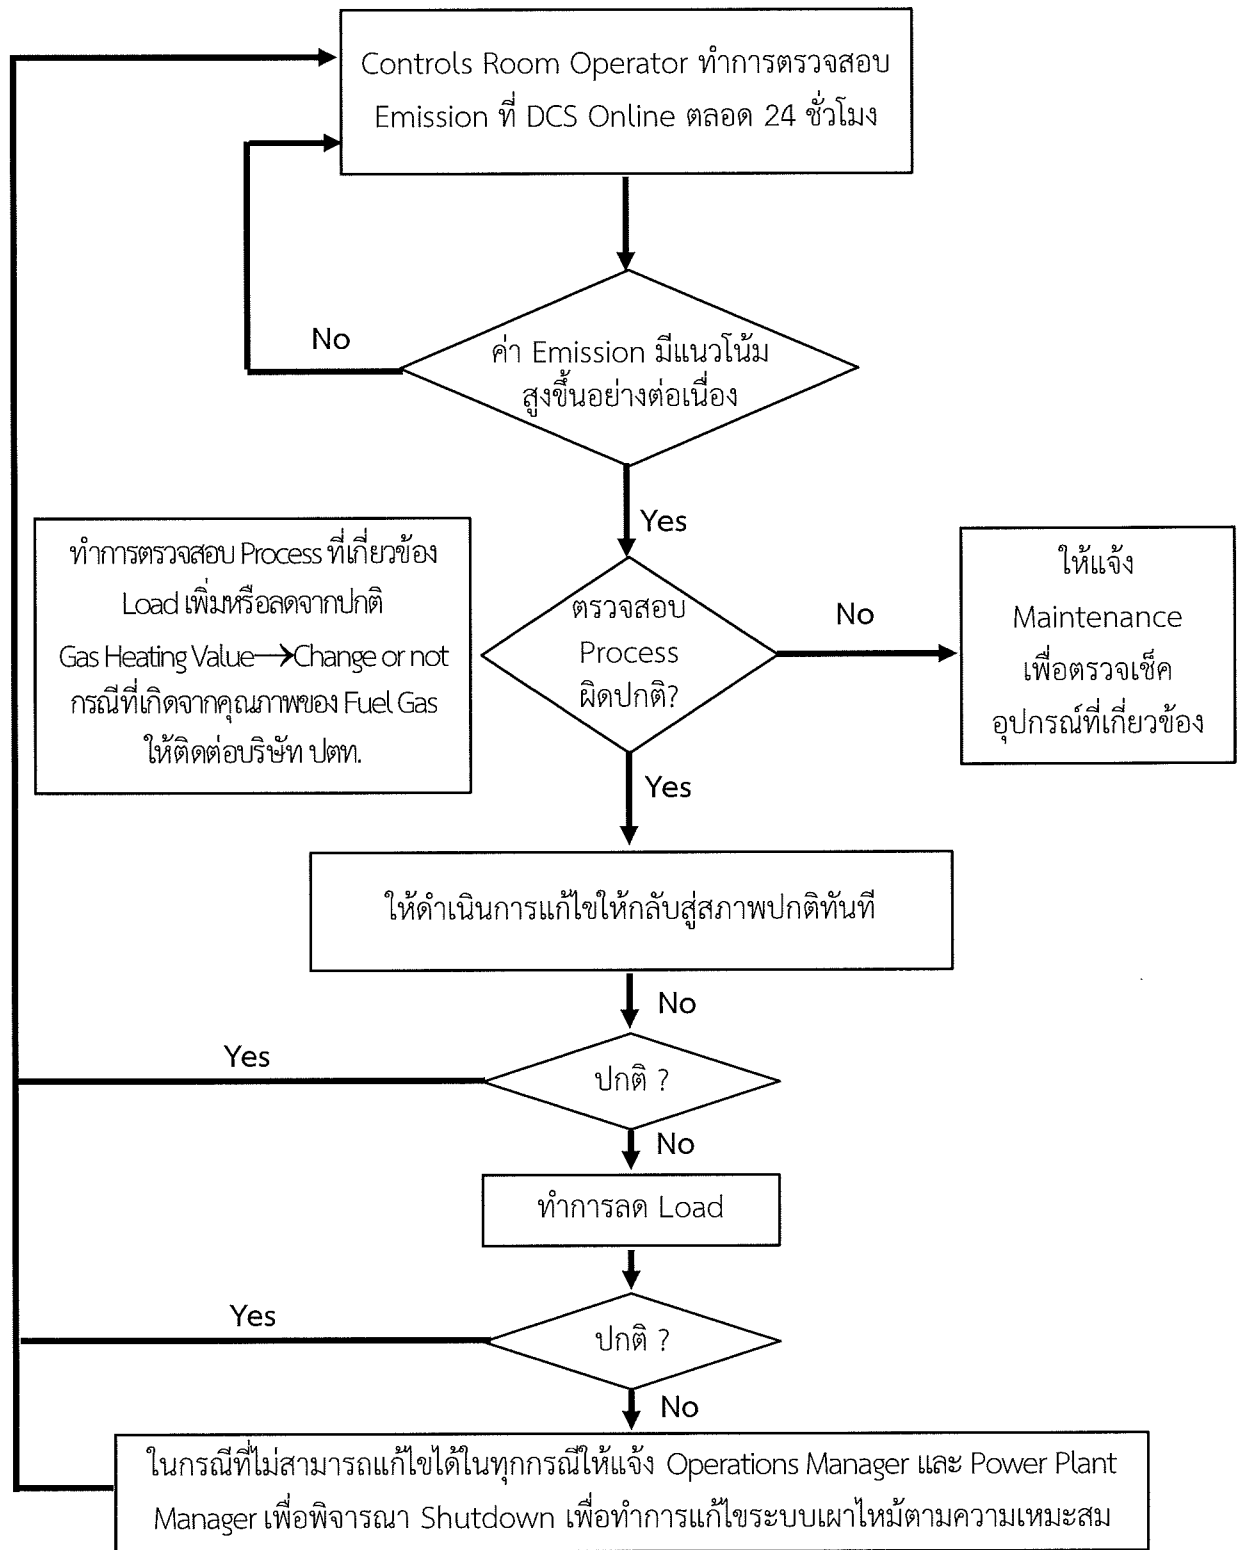 Controls Room Operator ทำการตรวจสอบ
Emission ที่ DCS Online ตลอด 24 ชั่วโมง
No
ค่า Emission มีแนวโน้ม
สูงขึ้นอย่างต่อเนื่อง
Yes
ทำการตรวจสอบ Process ที่เกี่ยวข้อง
Load เพิ่มหรือลดจากปกติ
Gas Heating Value→Change or not
กรณีที่เกิดจากคุณภาพของ Fuel Gas
ให้ติดต่อบริษัท ปตท.
ตรวจสอบ
Process
ผิดปกติ?
No
ให้แจ้ง
Maintenance
เพื่อตรวจเช็ค
อุปกรณ์ที่เกี่ยวข้อง
Yes
ให้ดำเนินการแก้ไขให้กลับสู่สภาพปกติทันที
No
Yes
ปกติ ?
No
ทำการลด Load
Yes
ปกติ ?
No
ในกรณีที่ไม่สามารถแก้ไขได้ในทุกกรณีให้แจ้ง Operations Manager และ Power Plant
Manager เพื่อพิจารณา Shutdown เพื่อทำการแก้ไขระบบเผาไหม้ตามความเหมะสม